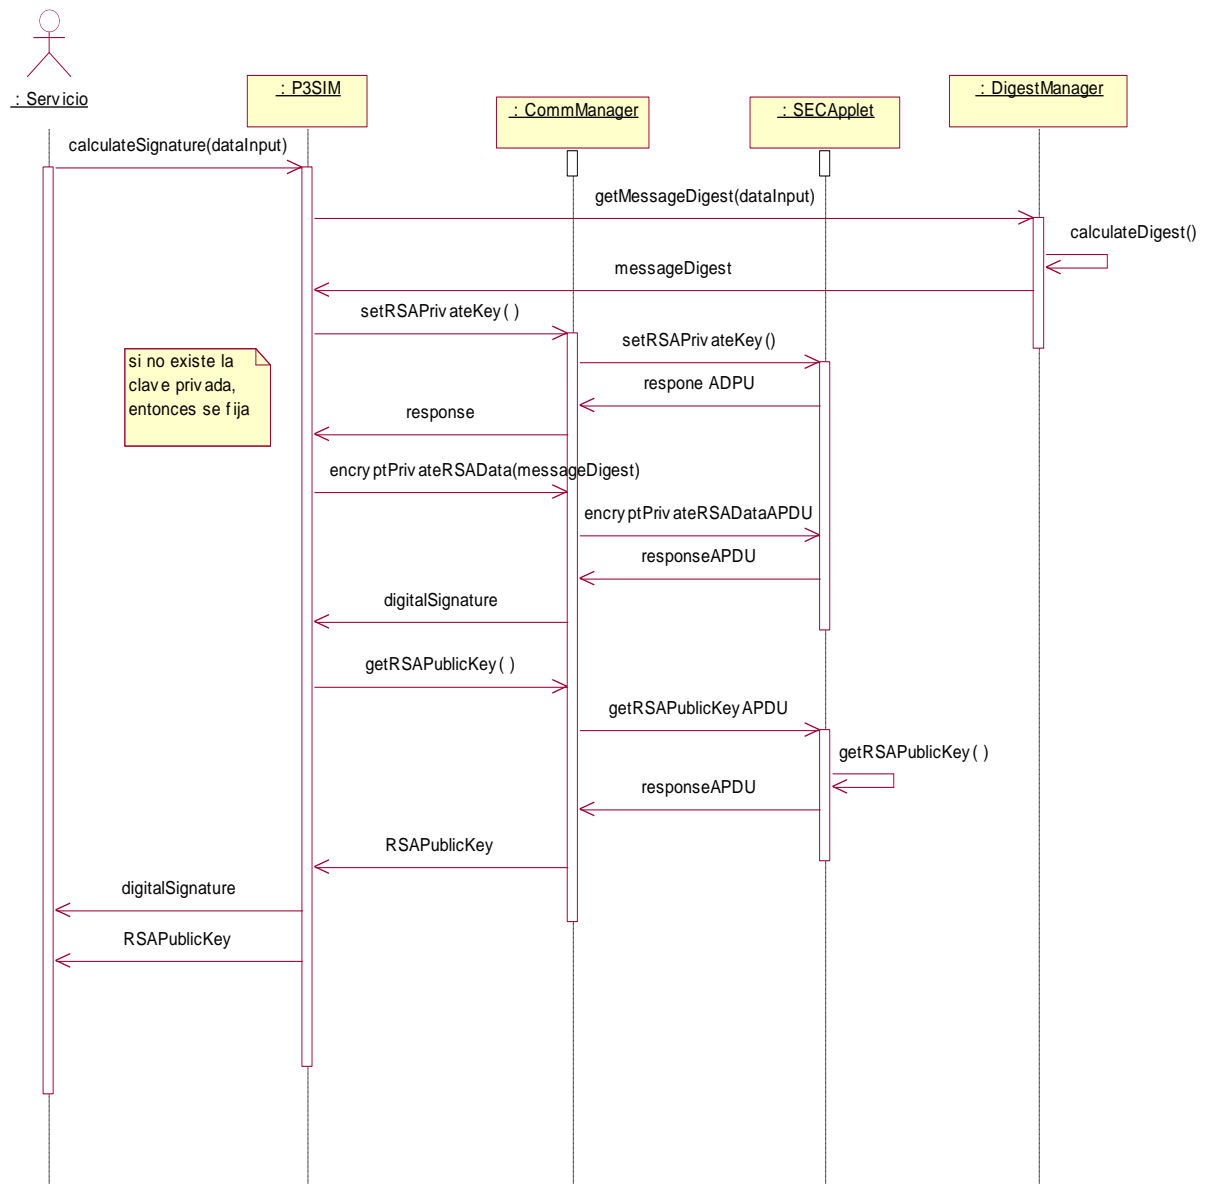 : Servicio
: P3SIM
: CommManager
: SECApplet
: DigestManager
calculateSignature(dataInput)
getMessageDigest(dataInput)
calculateDigest()
messageDigest
setRSAPrivateKey( )
setRSAPrivateKey()
si no existe la
clave privada,
entonces se fija
respone ADPU
response
encryptPrivateRSAData(messageDigest)
encryptPrivateRSADataAPDU
responseAPDU
digitalSignature
getRSAPublicKey( )
getRSAPublicKeyAPDU
getRSAPublicKey( )
responseAPDU
RSAPublicKey
digitalSignature
RSAPublicKey